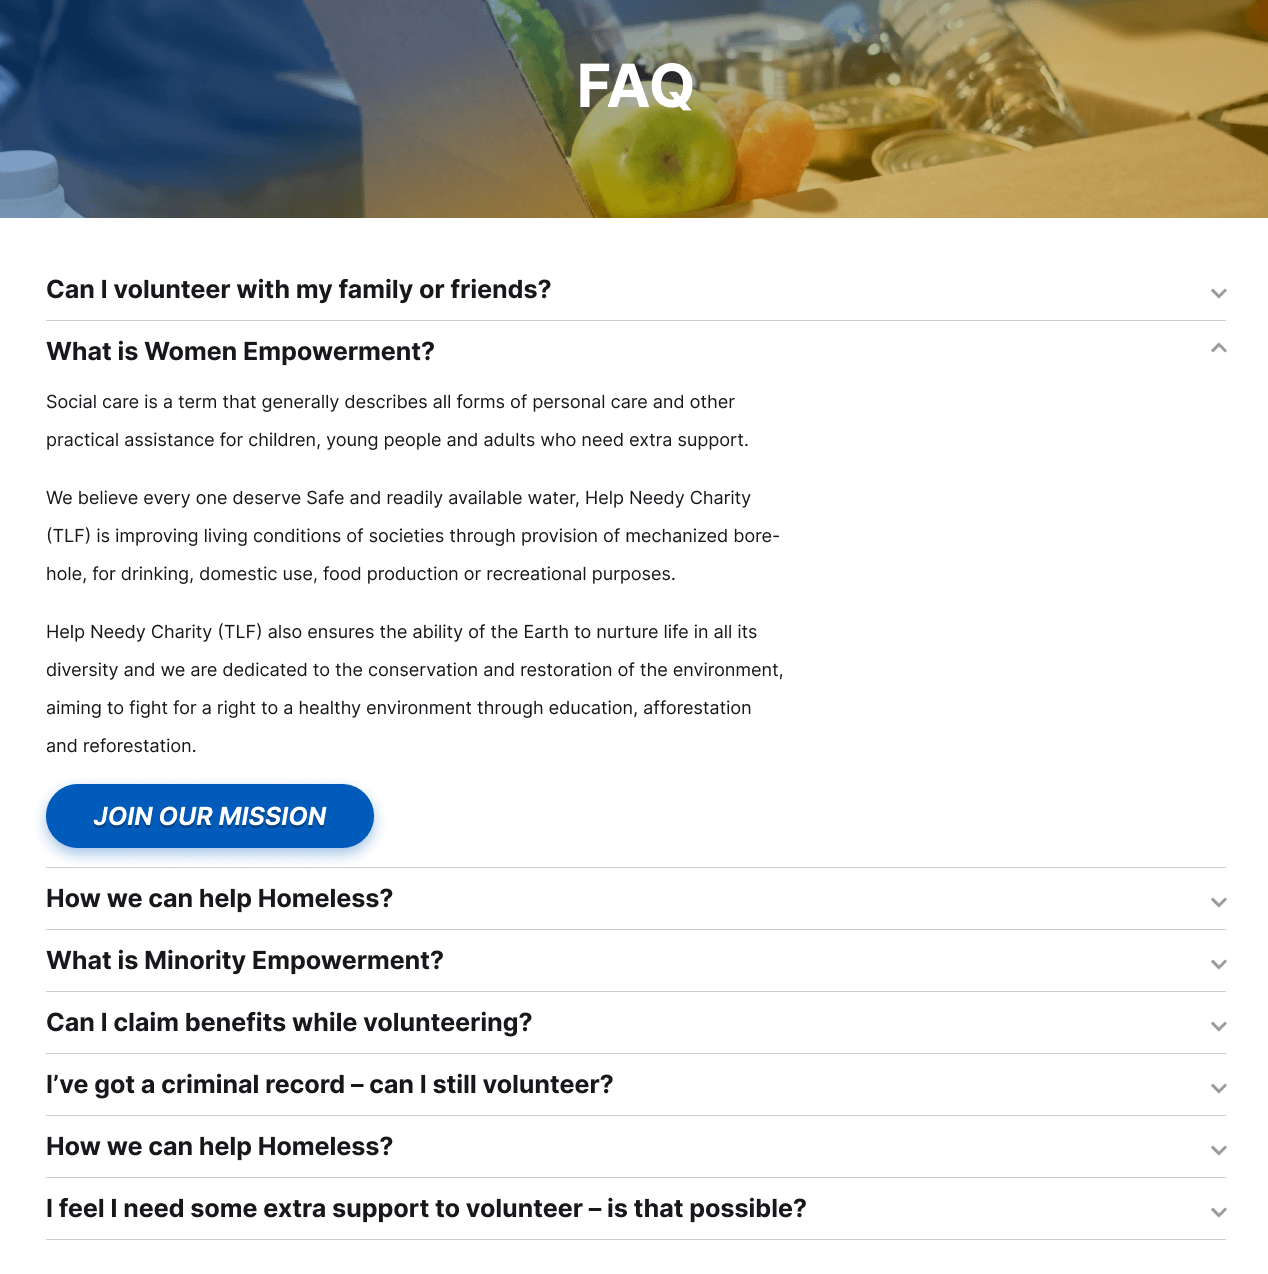 FAQ
Can I volunteer with my family or friends?
What is Women Empowerment?
Social care is a term that generally describes all forms of personal care and other
practical assistance for children, young people and adults who need extra support.
We believe every one deserve Safe and readily available water, Help Needy Charity
(TLF) is improving living conditions of societies through provision of mechanized bore-
hole, for drinking, domestic use, food production or recreational purposes.
Help Needy Charity (TLF) also ensures the ability of the Earth to nurture life in all its
diversity and we are dedicated to the conservation and restoration of the environment,
aiming to fight for a right to a healthy environment through education, afforestation
and reforestation.
JOIN OUR MISSION
How we can help Homeless?
What is Minority Empowerment?
Can I claim benefits while volunteering?
I’ve got a criminal record – can I still volunteer?
How we can help Homeless?
I feel I need some extra support to volunteer – is that possible?